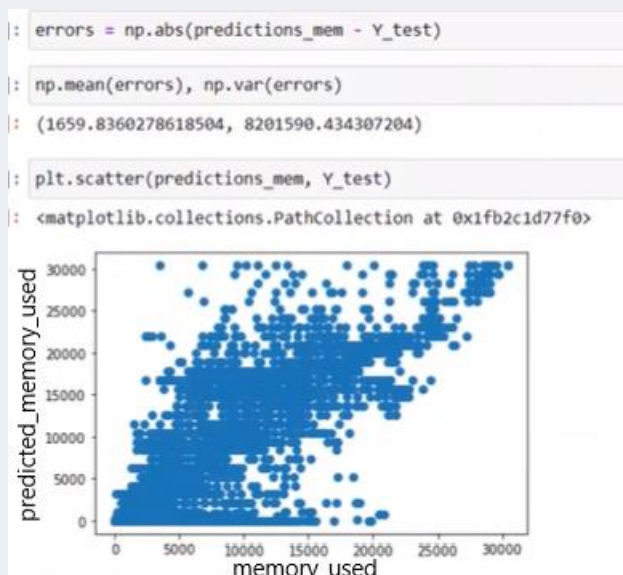 ]: errors = np.abs(predictions_mem - Y_test)
]: np.mean(errors), np.var(errors)
]: (1659.8360278618504, 8201590.434307204)
]: plt.scatter(predictions_mem, Y_test)
]: <matplotlib.collections.PathCollection at 0x1fb2c1d77f0>
predicted_memory_used
30000
25000
20000
15000
10000
5000
0
0 5000 10000 15000 20000 25000 30000
memory_used